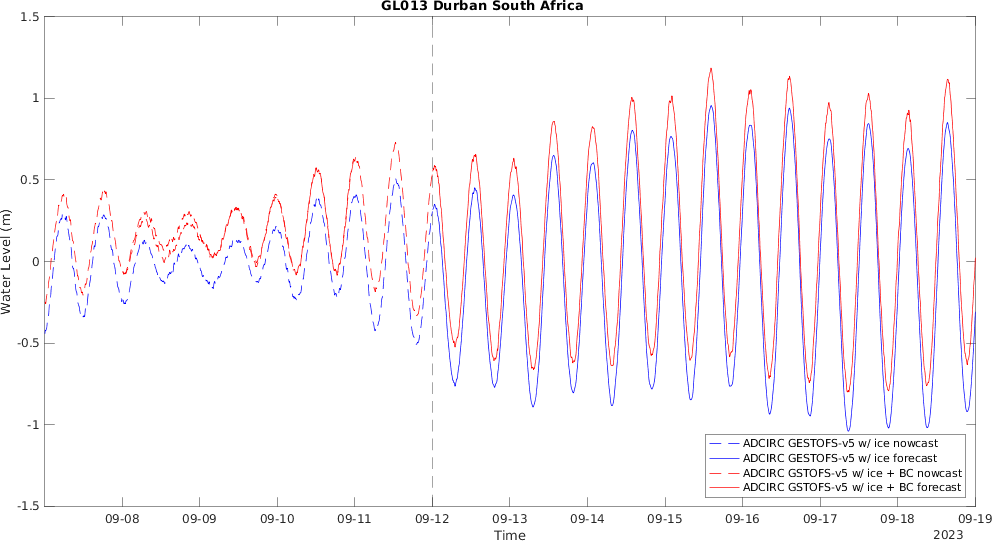 GL013 Durban South Africa
Water Level (m)
1.5
1
0.5
0
-0.5
-1
-1.5
ADCIRC GESTOFS-v5 w/ ice nowcast
ADCIRC GESTOFS-v5 w/ ice forecast
ADCIRC GSTOFS-v5 w/ ice + BC nowcast
ADCIRC GSTOFS-v5 w/ ice + BC forecast
09-08 09-09 09-10 09-11 09-12 09-13 09-14 09-15 09-16 09-17 09-18 09-19
Time
2023